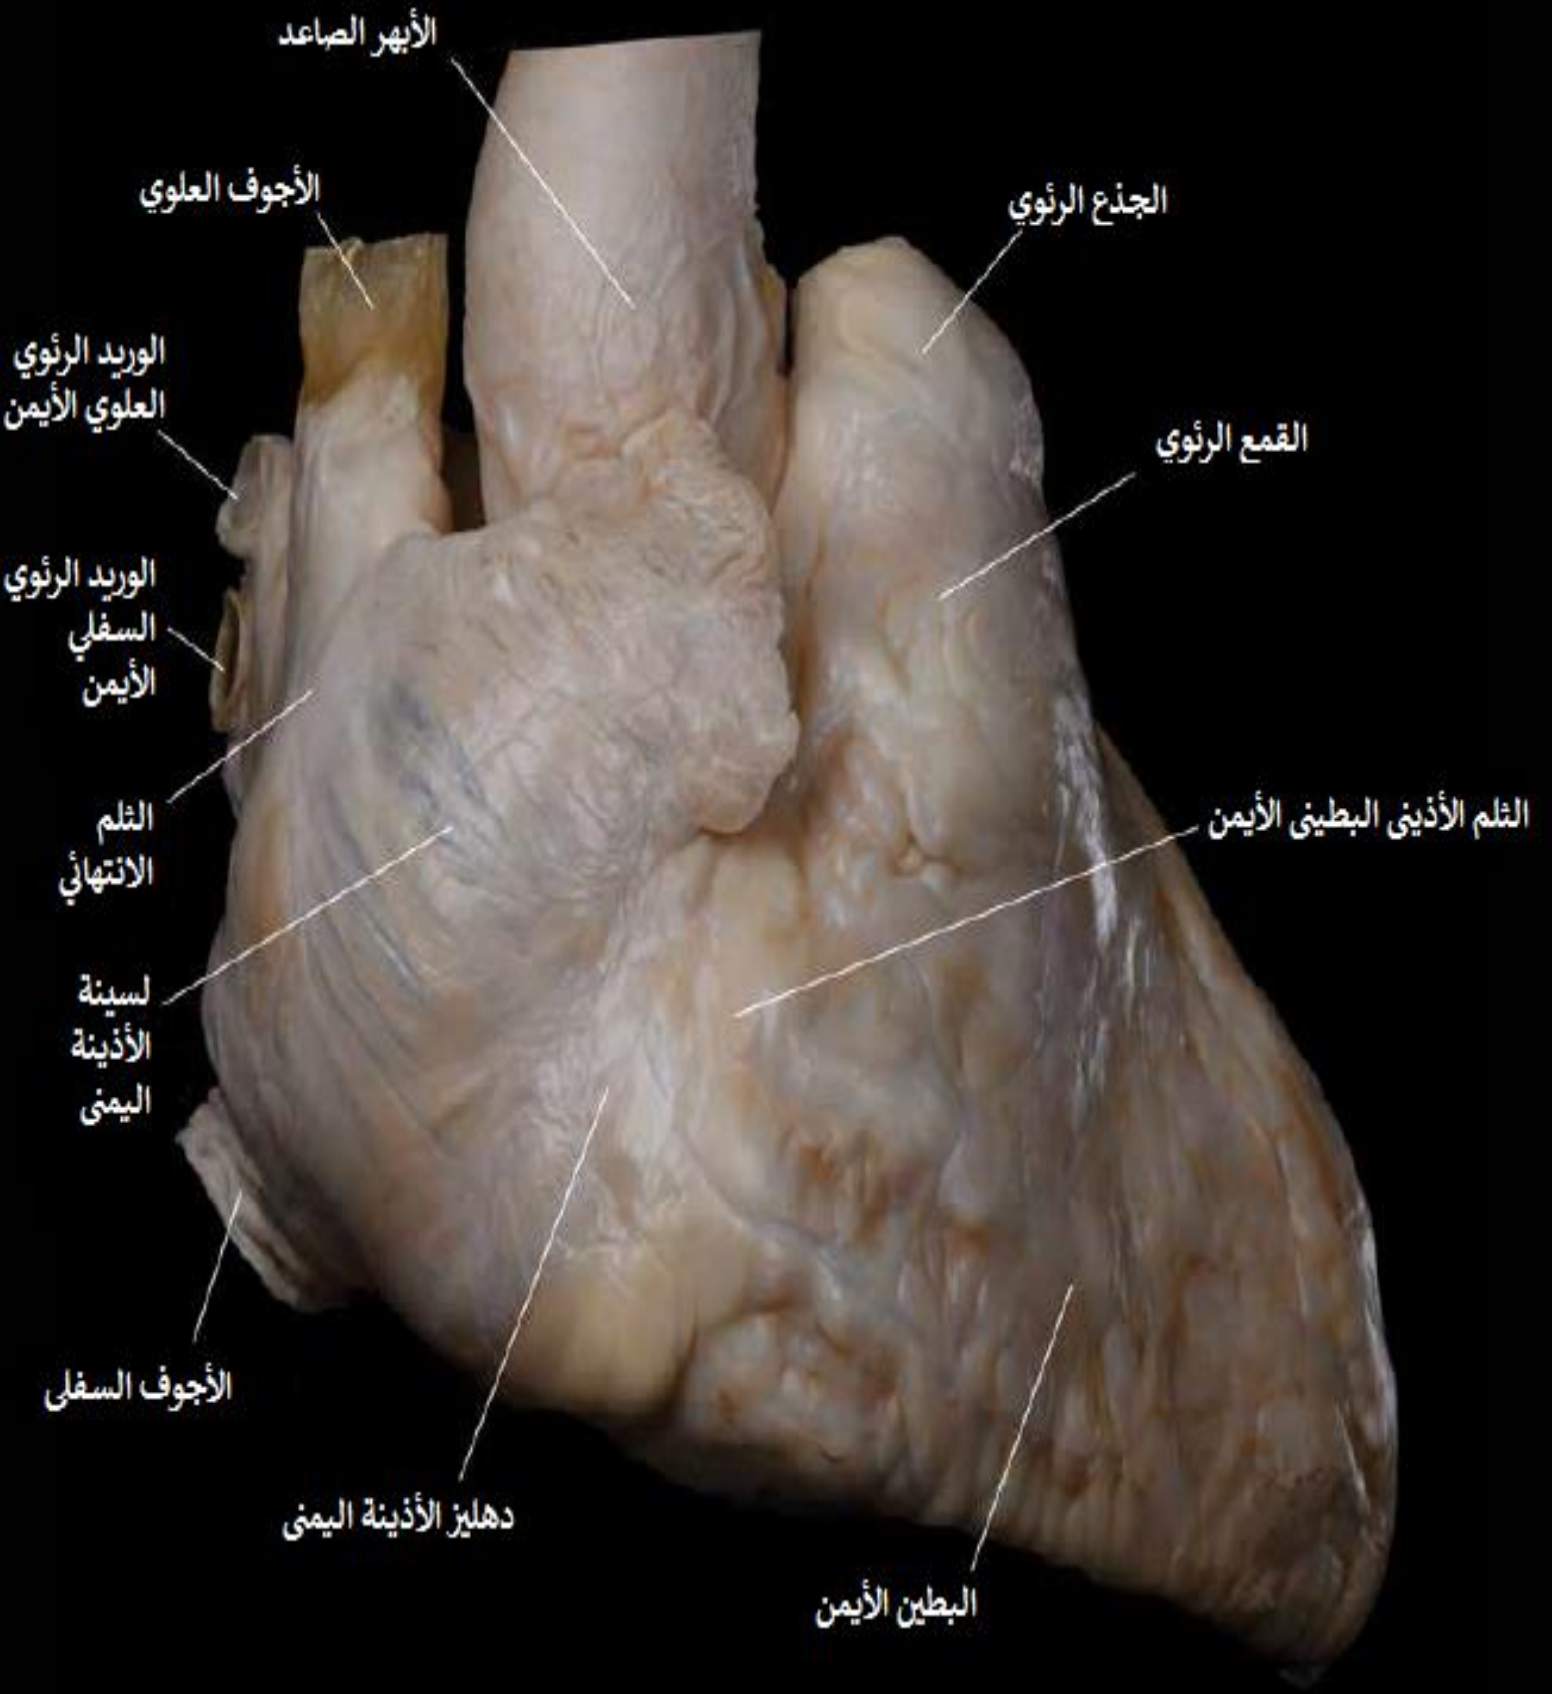 الأبهر الصاعد
الأجوف العلوي
الجذع الرئوي
الوريد الرئوي
العلوي الأيمن
القمع الرئوي
الوريد الرئوي
السفلي
الأيمن
الثلم
الانتهائي
الثلم الأذيني البطيني الأيمن
لسينة
الأذينة
اليمنى
الأجوف السفلي
دهليز الأذينة اليمنى
البطين الأيمن